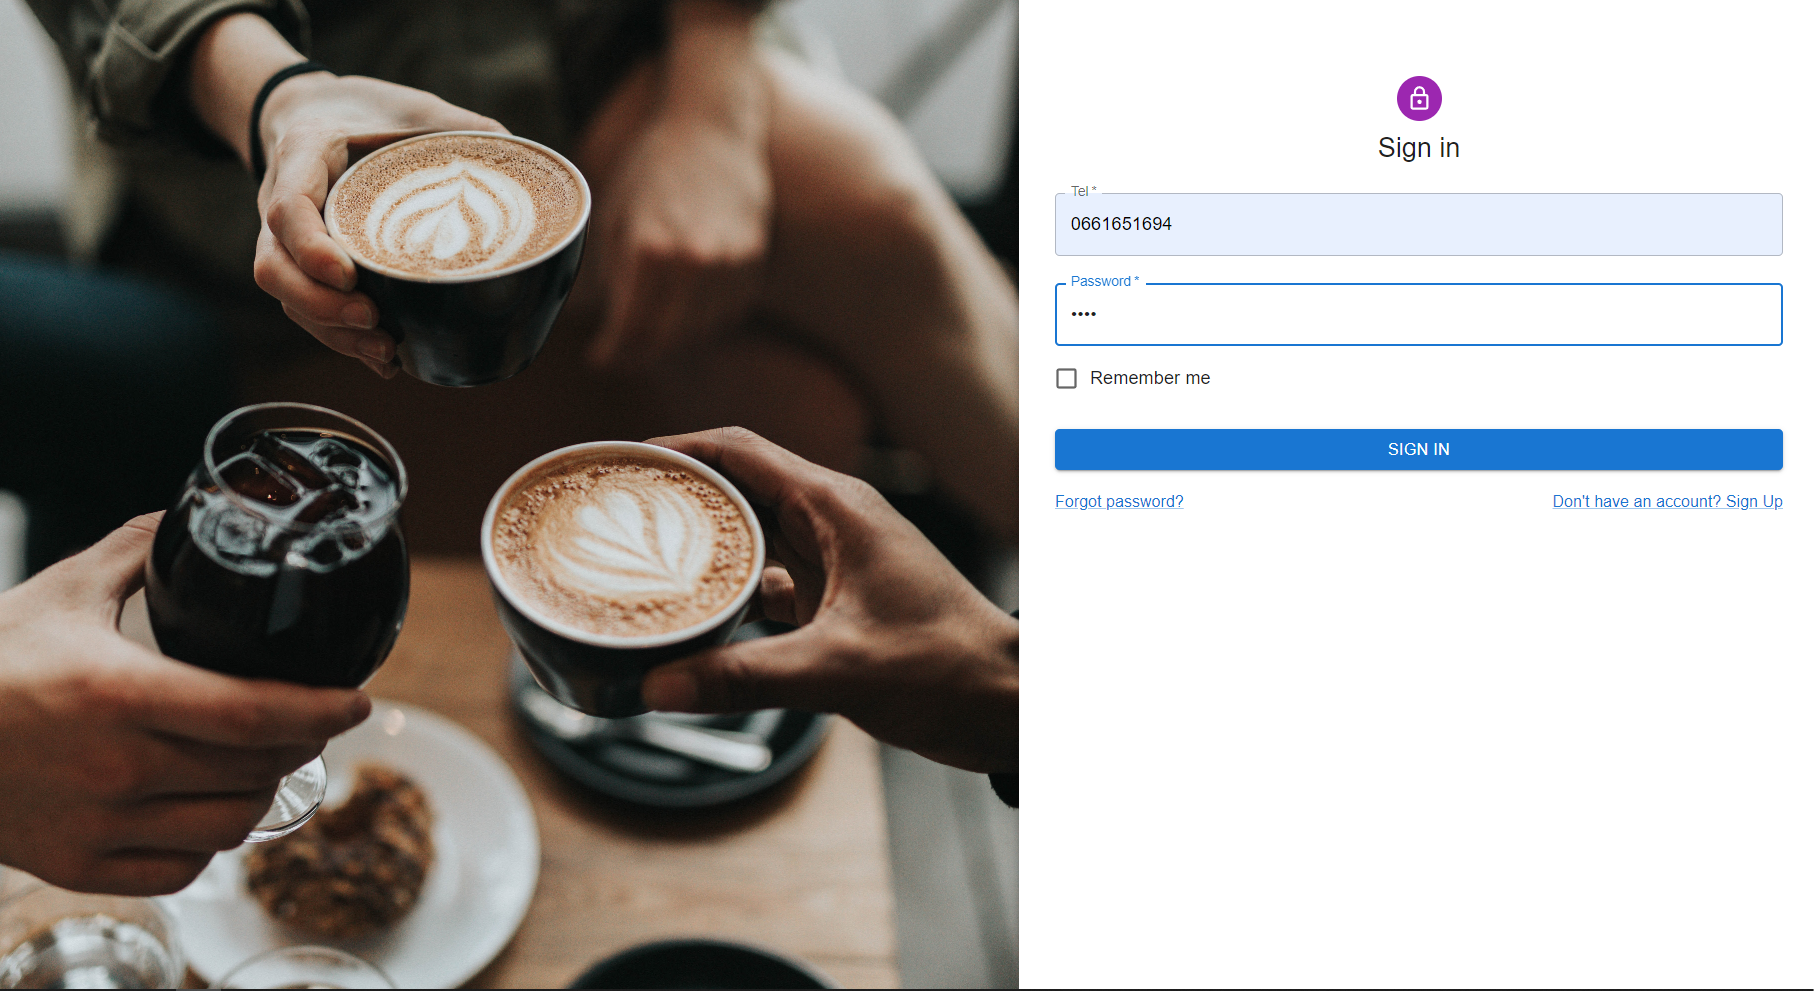 Sign in
Tel *
0661651694
Password *
••••
Remember me
SIGN IN
Forgot password?
Don't have an account? Sign Up